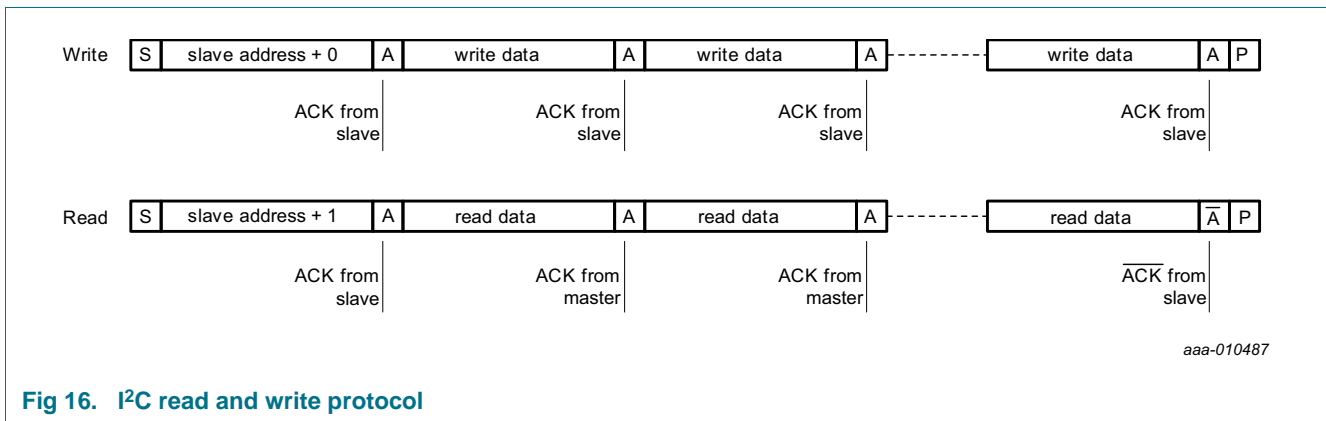 Write S slave address + 0 A write data A write data A write data A P
ACK from slave ACK from slave ACK from slave ACK from slave
Read S slave address + 1 A read data A read data A read data A̅ P
ACK from slave ACK from master ACK from master A̅C̅K̅ from slave
aaa-010487
Fig 16. I²C read and write protocol